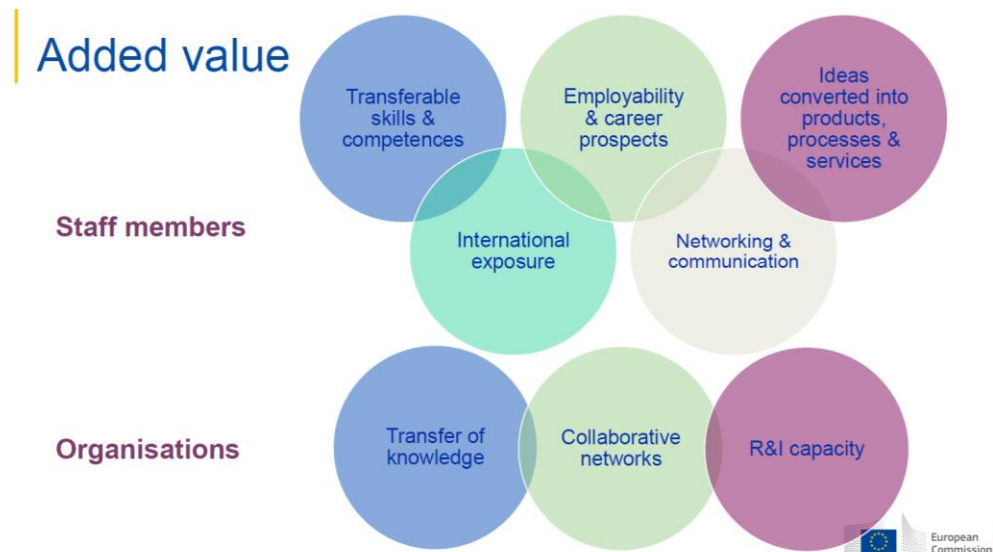 Added value
Transferable
skills &
competences
Employability
& career
prospects
Ideas
converted into
products,
processes &
services
Staff members
International
exposure
Networking &
communication
Organisations
Transfer of
knowledge
Collaborative
networks
R&I capacity
European
Commission